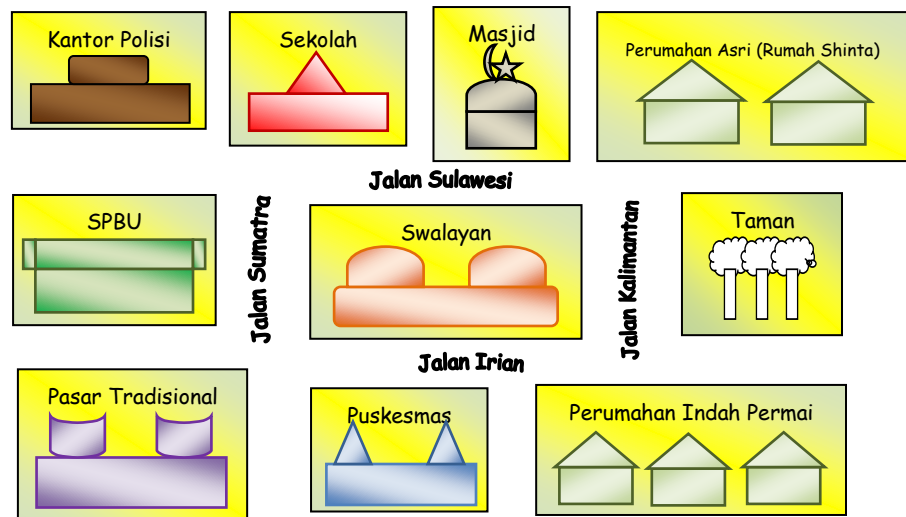 Kantor Polisi
Sekolah
Masjid
Perumahan Asri (Rumah Shinta)
Jalan Sulawesi
SPBU
Jalan Sumatra
Swalayan
Jalan Kalimantan
Taman
Jalan Irian
Pasar Tradisional
Puskesmas
Perumahan Indah Permai